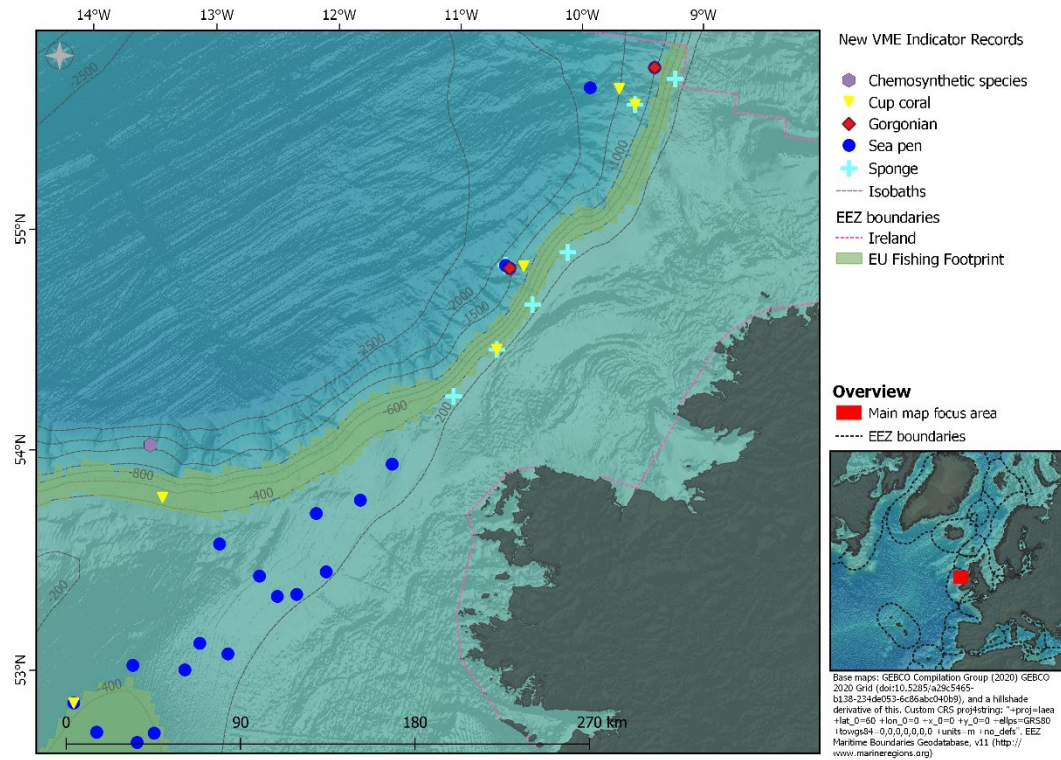 14°W 13°W 12°W 11°W 10°W 9°W
55°N
54°N
53°N
-2500
-1000
-2000
-1500
-2500
-600
-200
-800
-400
-200
-400
0 90 180 270 km
New VME Indicator Records
Chemosynthetic species
Cup coral
Gorgonian
Sea pen
Sponge
Isobaths
EEZ boundaries
Ireland
EU Fishing Footprint
Overview
Main map focus area
EEZ boundaries
Base maps: GEBCO Compilation Group (2020) GEBCO
2020 Grid (doi:10.5285/a29c5465-
b138-234de053-6c86abc040b9), and a hillshade
derivative of this. Custom CRS proj4string: "+proj=laea
+lat_0=60 +lon_0=0 +x_0=0 +y_0=0 +ellps=GRS80
+towgs84=0,0,0,0,0,0,0 +units=m +no_defs". EEZ
Maritime Boundaries Geodatabase, v11 (http://
www.marineregions.org)